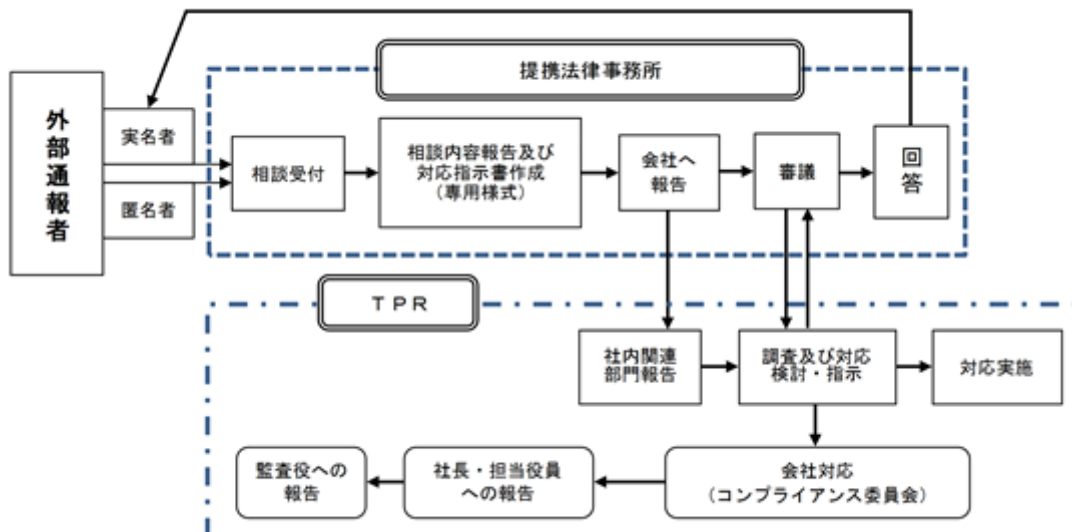 提携法律事務所
外部通報者
実名者
匿名者
相談受付
相談内容報告及び
対応指示書作成
（専用様式）
会社へ
報告
審議
回答
ＴＰＲ
社内関連
部門報告
調査及び対応
検討・指示
対応実施
監査役への
報告
社長・担当役員
への報告
会社対応
（コンプライアンス委員会）